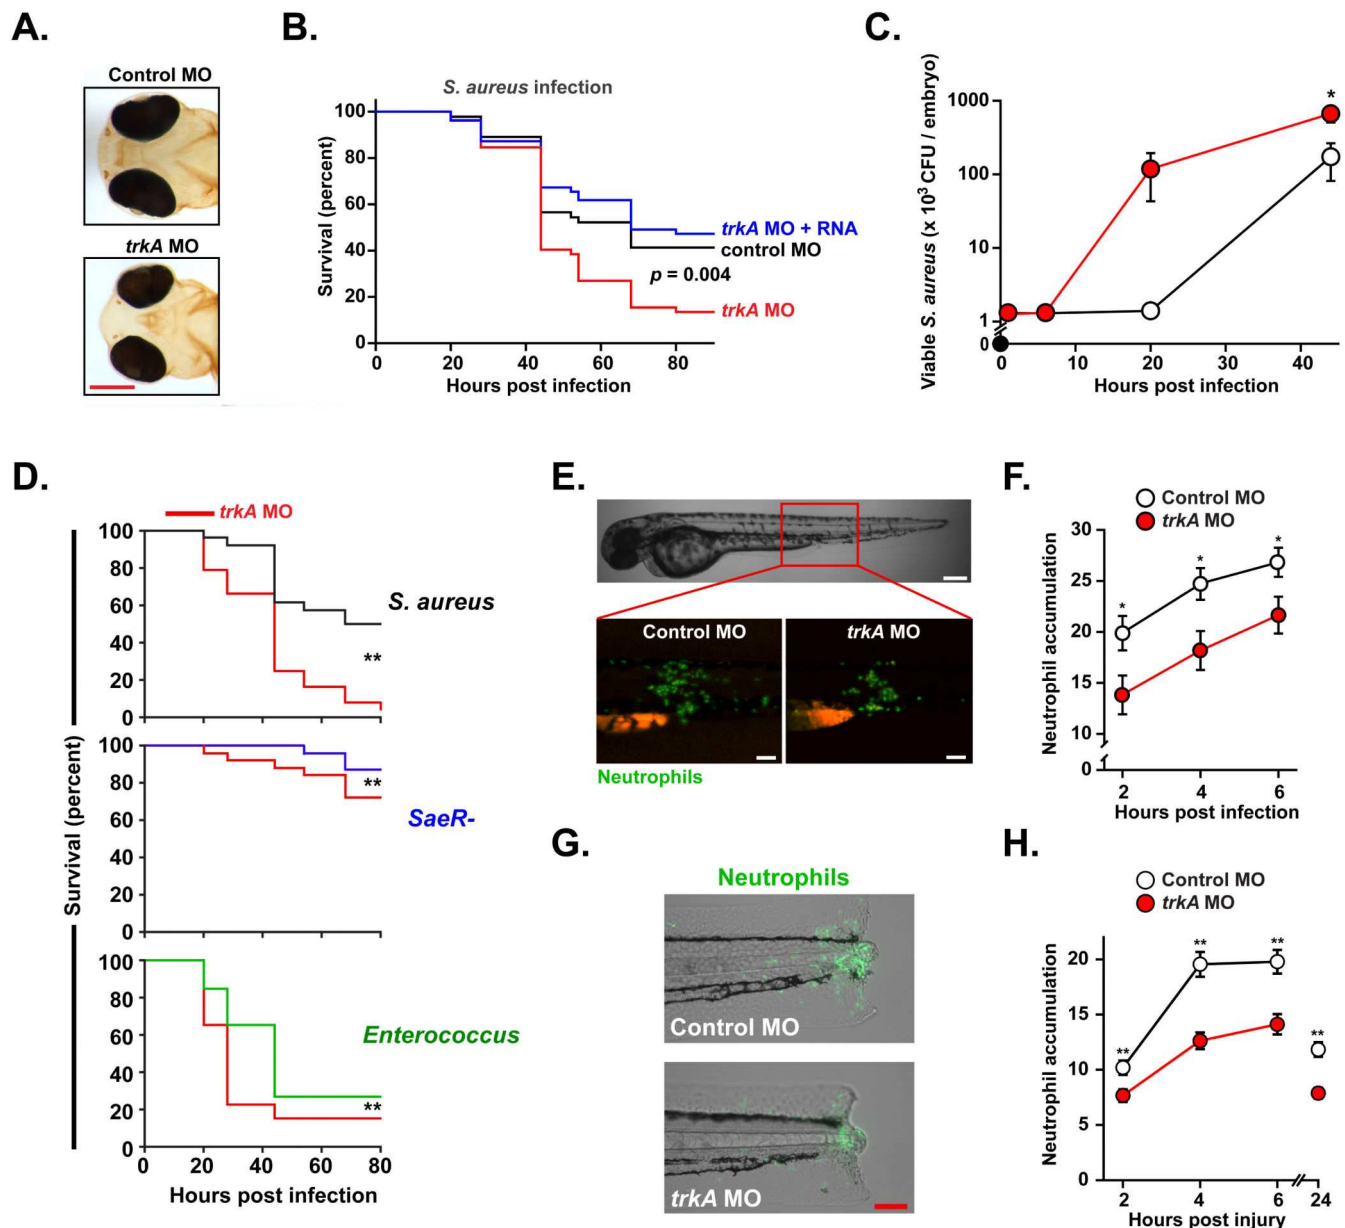 A.
Control MO
trkA MO
B.
S. aureus infection
Survival (percent)
100
80
60
40
20
0
trkA MO + RNA
control MO
p = 0.004
trkA MO
0 20 40 60 80
Hours post infection
C.
Viable S. aureus (x 10³ CFU / embryo)
1000
100
10
1
0
*
0 10 20 30 40
Hours post infection
D.
trkA MO
Survival (percent)
100
80
60
40
20
0
S. aureus
**
100
80
60
40
20
0
SaeR-
**
100
80
60
40
20
0
Enterococcus
**
0 20 40 60 80
Hours post infection
E.
Control MO
trkA MO
Neutrophils
F.
Control MO
trkA MO
Neutrophil accumulation
30
25
20
15
10
0
* * *
2 4 6
Hours post infection
G.
Neutrophils
Control MO
trkA MO
H.
Control MO
trkA MO
Neutrophil accumulation
20
15
10
5
0
** ** ** **
2 4 6 24
Hours post injury